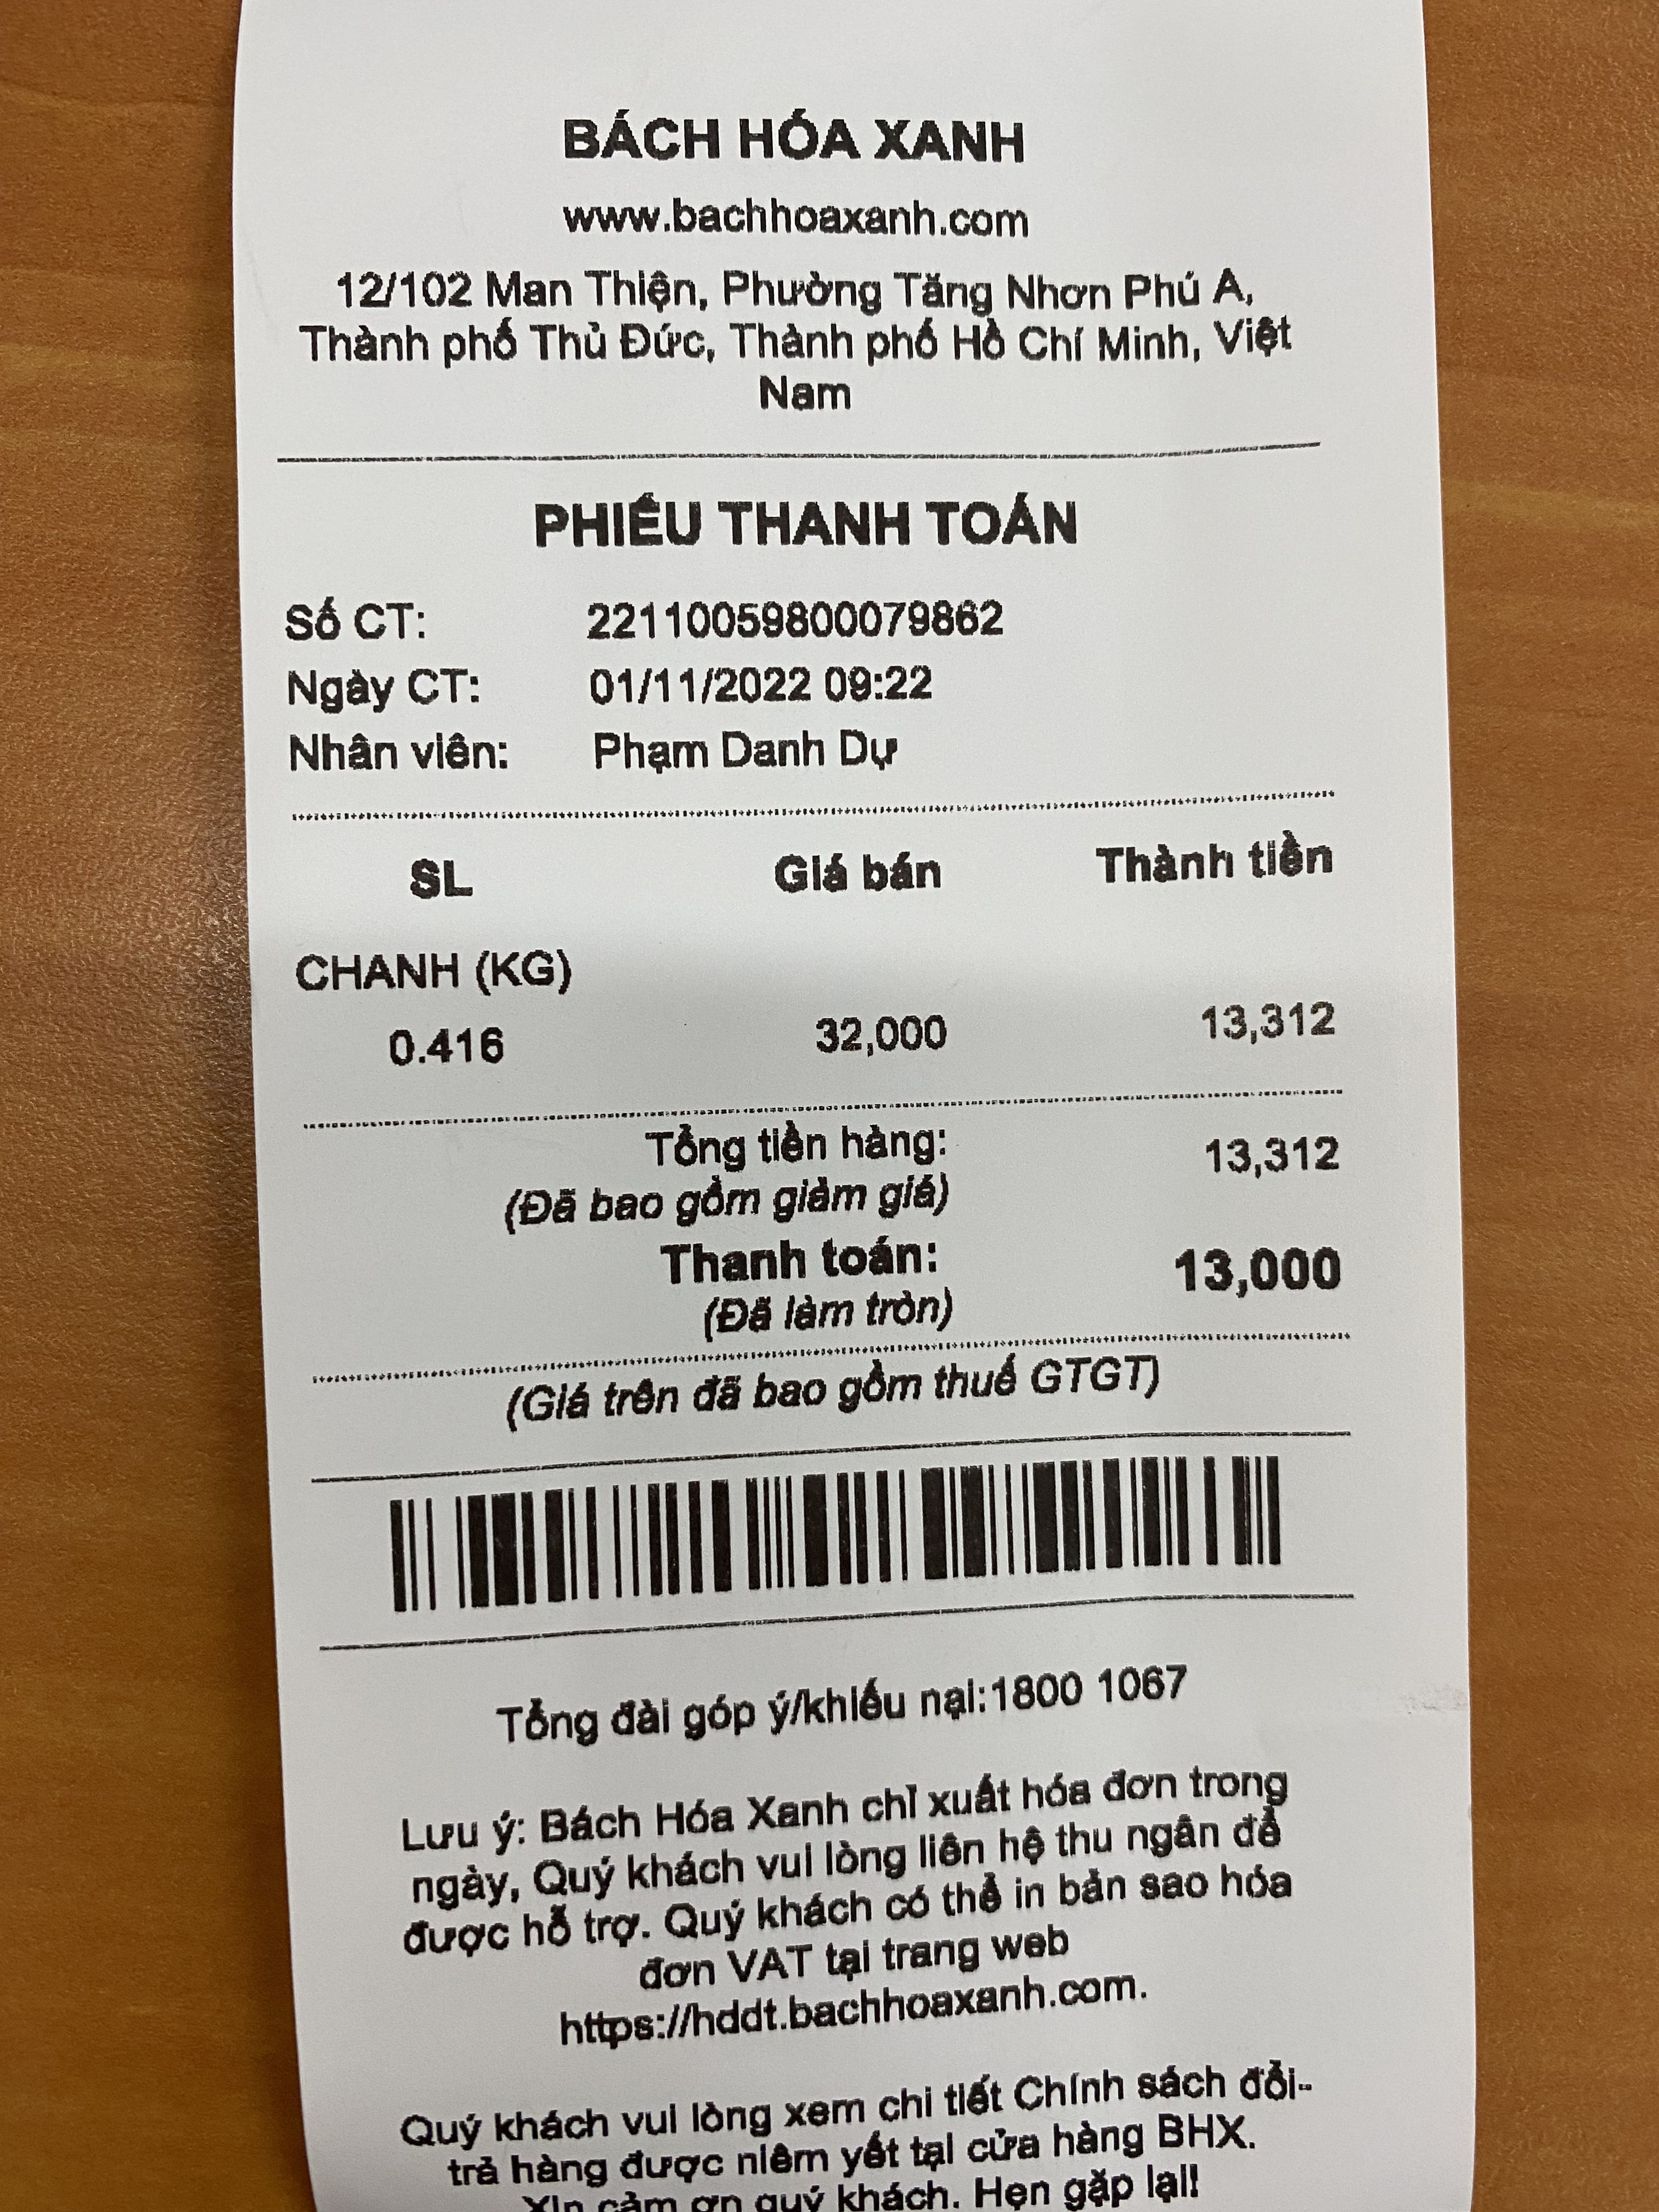 BÁCH HÓA XANH
www.bachhoaxanh.com
12/102 Man Thiện, Phường Tăng Nhơn Phú A,
Thành phố Thủ Đức, Thành phố Hồ Chí Minh, Việt
Nam
PHIẾU THANH TOÁN
Số CT: 22110059800079862
Ngày CT: 01/11/2022 09:22
Nhân viên: Phạm Danh Dự
SL Giá bán Thành tiền
CHANH (KG)
0.416 32,000 13,312
Tổng tiền hàng: 13,312
(Đã bao gồm giảm giá)
Thanh toán: 13,000
(Đã làm tròn)
(Giá trên đã bao gồm thuế GTGT)
Tổng đài góp ý/khiếu nại:1800 1067
Lưu ý: Bách Hóa Xanh chỉ xuất hóa đơn trong
ngày, Quý khách vui lòng liên hệ thu ngân để
được hỗ trợ. Quý khách có thể in bản sao hóa
đơn VAT tại trang web
https://hddt.bachhoaxanh.com.
Quý khách vui lòng xem chi tiết Chính sách đổi-
trả hàng được niêm yết tại cửa hàng BHX.
Xin cảm ơn quý khách. Hẹn gặp lại!